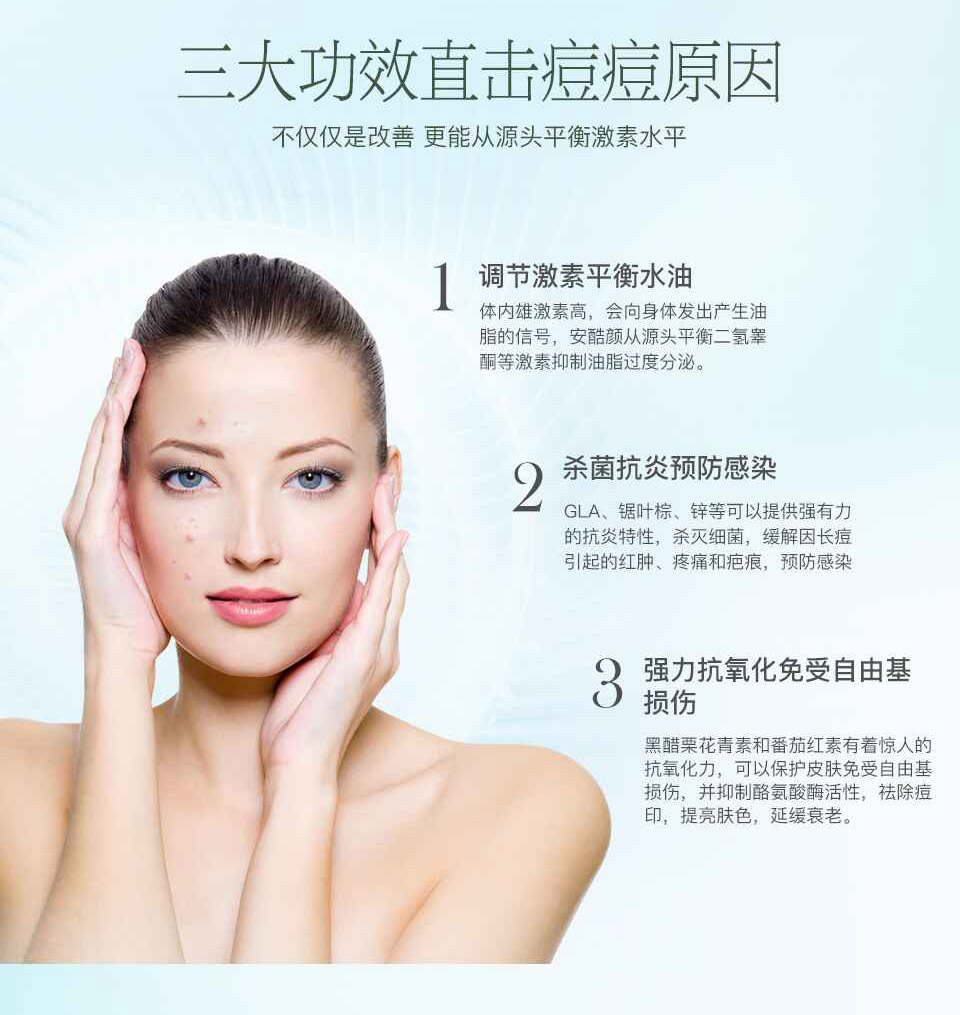 三大功效直击痘痘原因
不仅仅是改善 更能从源头平衡激素水平
1 调节激素平衡水油
体内雄激素高，会向身体发出产生油
脂的信号，安酷颜从源头平衡二氢睾
酮等激素抑制油脂过度分泌。
2 杀菌抗炎预防感染
GLA、锯叶棕、锌等可以提供强有力
的抗炎特性，杀灭细菌，缓解因长痘
引起的红肿、疼痛和疤痕，预防感染
3 强力抗氧化免受自由基
损伤
黑醋栗花青素和番茄红素有着惊人的
抗氧化力，可以保护皮肤免受自由基
损伤，并抑制酪氨酸酶活性，祛除痘
印，提亮肤色，延缓衰老。